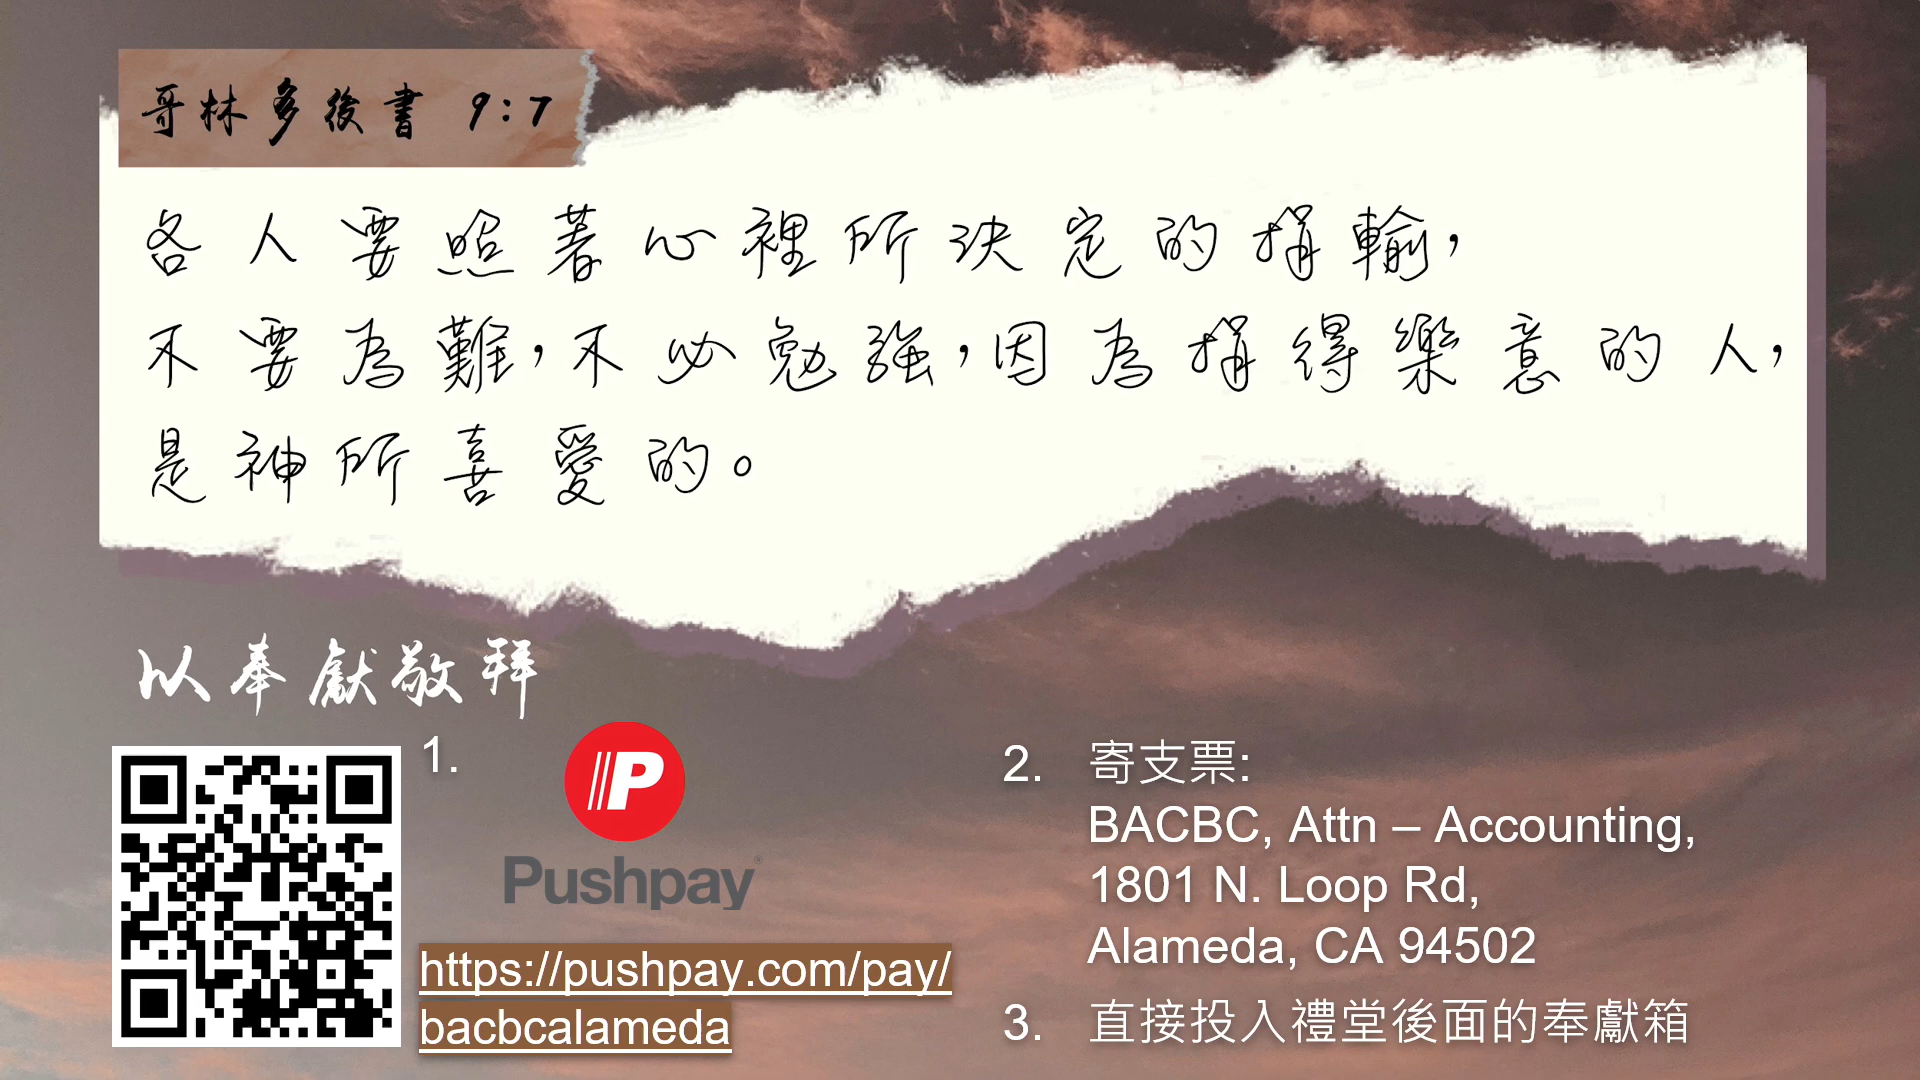 哥林多後書 9:7
各人要照著心裡所決定的捐輸，
不要為難，不必勉強，因為捐得樂意的人，
是神所喜愛的。
以奉獻敬拜
1.
P
Pushpay®
https://pushpay.com/pay/
bacbcalameda
2. 寄支票:
BACBC, Attn – Accounting,
1801 N. Loop Rd,
Alameda, CA 94502
3. 直接投入禮堂後面的奉獻箱